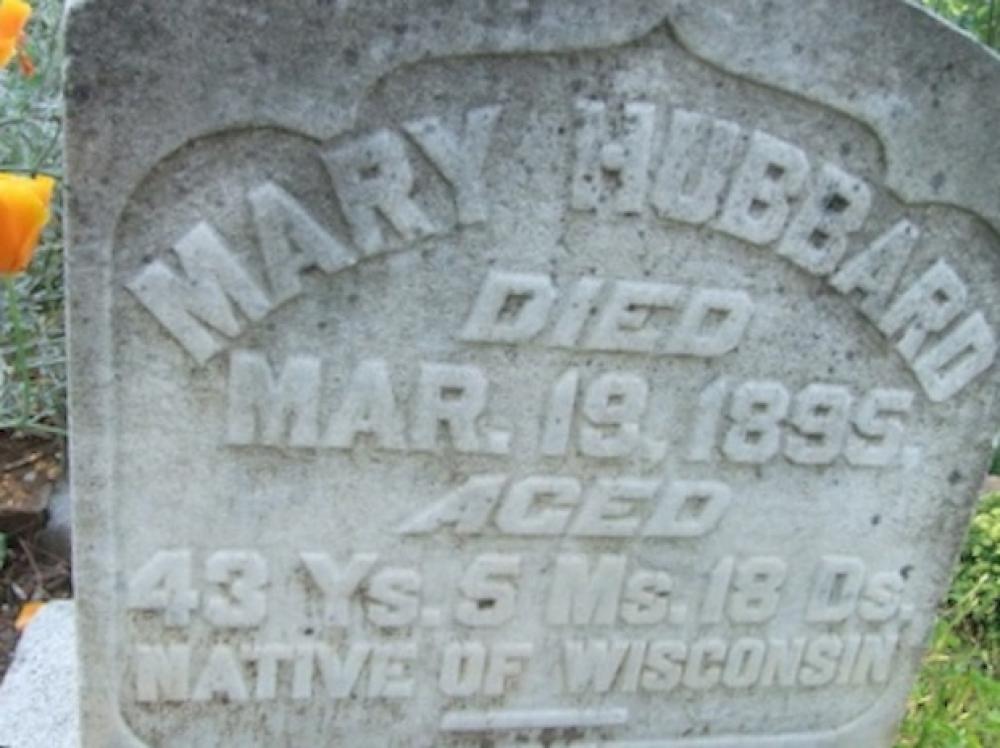 MARY HUBBARD
DIED
MAR. 19, 1895.
AGED
43 Ys. 5 Ms. 18 Ds.
NATIVE OF WISCONSIN